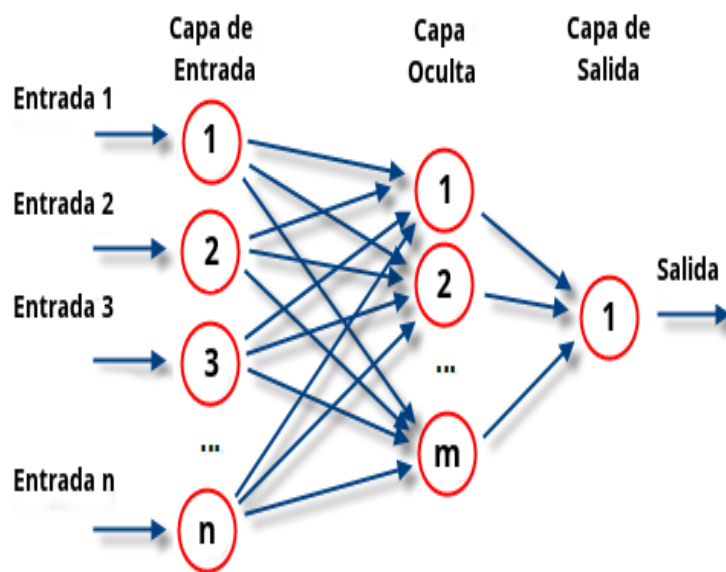 Capa de
Entrada
Capa
Oculta
Capa de
Salida
Entrada 1
1
Entrada 2
2
Entrada 3
3
...
Entrada n
n
1
2
...
m
1
Salida